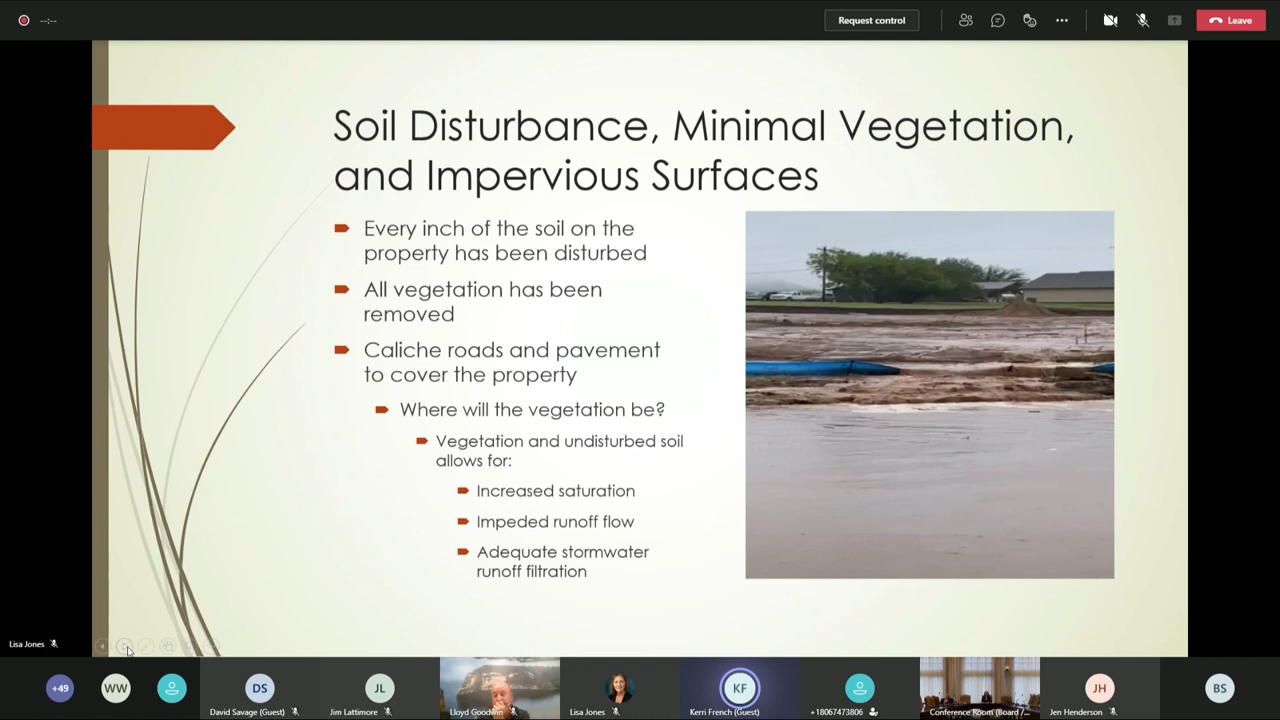 --:--
Request control
Leave
Soil Disturbance, Minimal Vegetation,
and Impervious Surfaces
Every inch of the soil on the
property has been disturbed
All vegetation has been
removed
Caliche roads and pavement
to cover the property
Where will the vegetation be?
Vegetation and undisturbed soil
allows for:
Increased saturation
Impeded runoff flow
Adequate stormwater
runoff filtration
Lisa Jones
+49
WW
DS
David Savage (Guest)
JL
Jim Lattimore
Lloyd Goodwin
Lisa Jones
KF
Kerri French (Guest)
+18067473806
Conference Room (Board /...
JH
Jen Henderson
BS